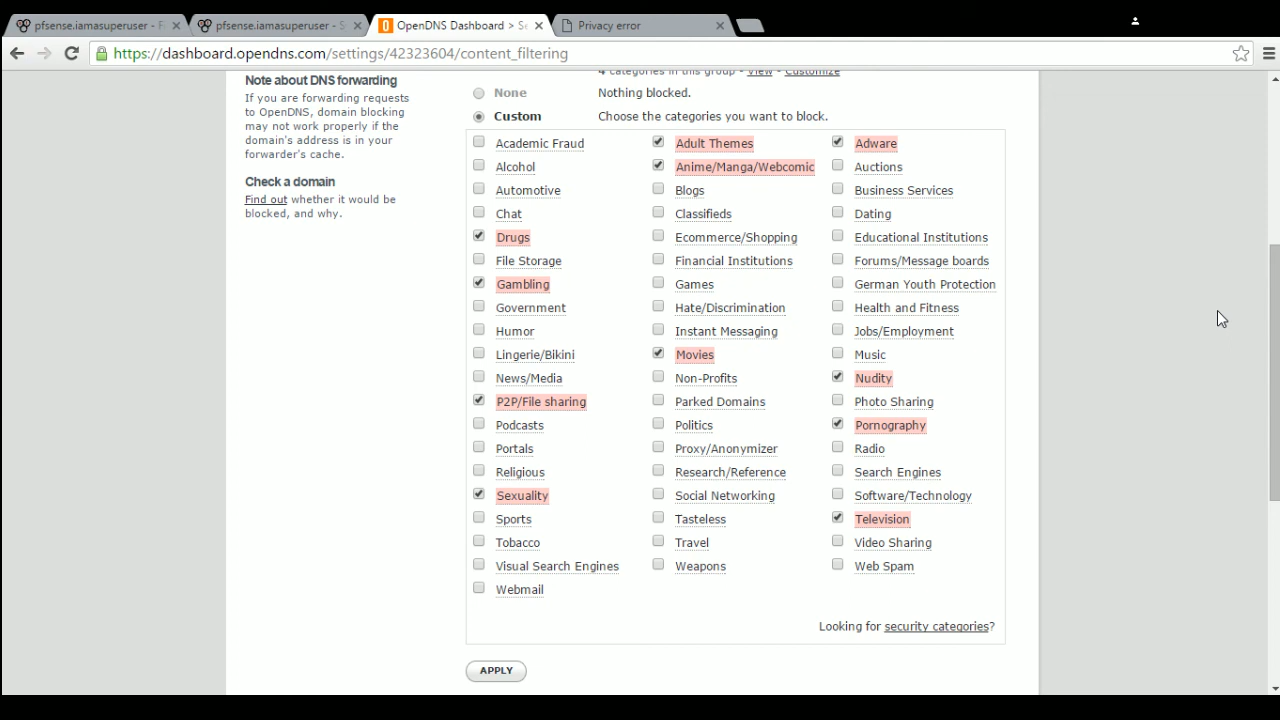 pfsense.iamasuperuser - F
pfsense.iamasuperuser - S
OpenDNS Dashboard > Se
Privacy error
https://dashboard.opendns.com/settings/42323604/content_filtering
Note about DNS forwarding
If you are forwarding requests
to OpenDNS, domain blocking
may not work properly if the
domain's address is in your
forwarder's cache.
Check a domain
Find out whether it would be
blocked, and why.
4 categories in this group - View - Customize
None Nothing blocked.
Custom Choose the categories you want to block.
Academic Fraud Adult Themes Adware
Alcohol Anime/Manga/Webcomic Auctions
Automotive Blogs Business Services
Chat Classifieds Dating
Drugs Ecommerce/Shopping Educational Institutions
File Storage Financial Institutions Forums/Message boards
Gambling Games German Youth Protection
Government Hate/Discrimination Health and Fitness
Humor Instant Messaging Jobs/Employment
Lingerie/Bikini Movies Music
News/Media Non-Profits Nudity
P2P/File sharing Parked Domains Photo Sharing
Podcasts Politics Pornography
Portals Proxy/Anonymizer Radio
Religious Research/Reference Search Engines
Sexuality Social Networking Software/Technology
Sports Tasteless Television
Tobacco Travel Video Sharing
Visual Search Engines Weapons Web Spam
Webmail
Looking for security categories?
APPLY